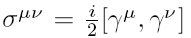 σ^{μν} = \frac{i}{2}[γ^μ, γ^ν]